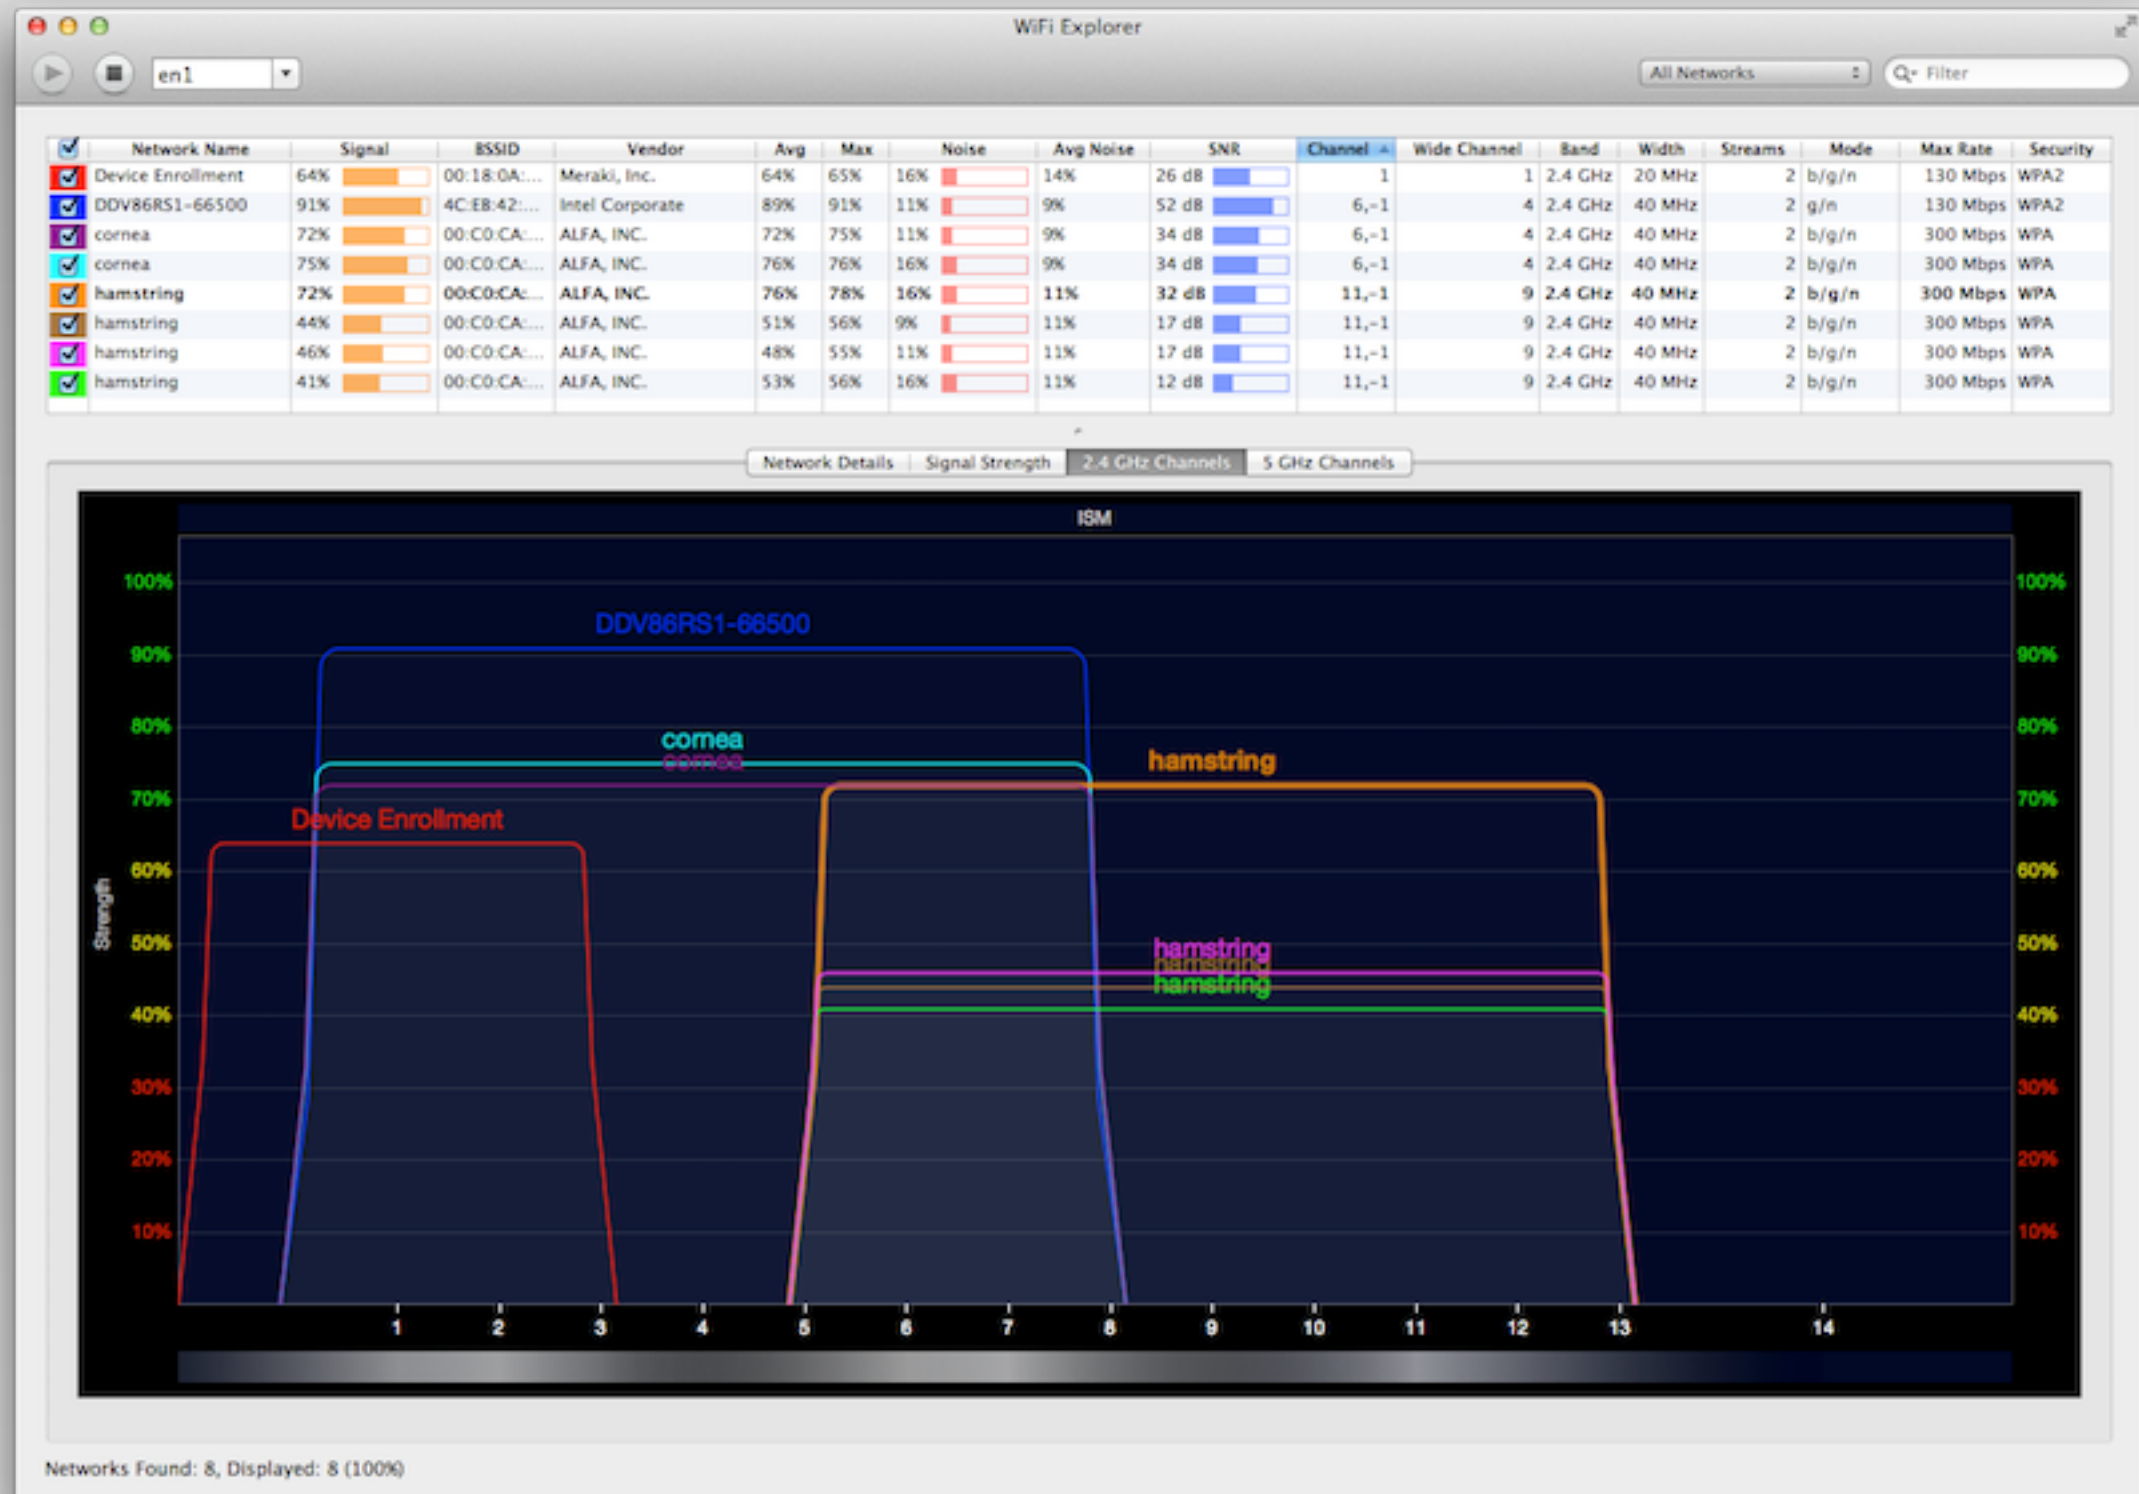 WiFi Explorer
en1 All Networks Filter
Network Name Signal BSSID Vendor Avg Max Noise Avg Noise SNR Channel Wide Channel Band Width Streams Mode Max Rate Security
Device Enrollment 64% 00:18:0A:... Meraki, Inc. 64% 65% 16% 14% 26 dB 1 1 2.4 GHz 20 MHz 2 b/g/n 130 Mbps WPA2
DDV86RS1-66500 91% 4C:EB:42:... Intel Corporate 89% 91% 11% 9% 52 dB 6,-1 4 2.4 GHz 40 MHz 2 g/n 130 Mbps WPA2
cornea 72% 00:C0:CA:... ALFA, INC. 72% 75% 11% 9% 34 dB 6,-1 4 2.4 GHz 40 MHz 2 b/g/n 300 Mbps WPA
cornea 75% 00:C0:CA:... ALFA, INC. 76% 76% 16% 9% 34 dB 6,-1 4 2.4 GHz 40 MHz 2 b/g/n 300 Mbps WPA
hamstring 72% 00:C0:CA:... ALFA, INC. 76% 78% 16% 11% 32 dB 11,-1 9 2.4 GHz 40 MHz 2 b/g/n 300 Mbps WPA
hamstring 44% 00:C0:CA:... ALFA, INC. 51% 56% 9% 11% 17 dB 11,-1 9 2.4 GHz 40 MHz 2 b/g/n 300 Mbps WPA
hamstring 46% 00:C0:CA:... ALFA, INC. 48% 55% 11% 11% 17 dB 11,-1 9 2.4 GHz 40 MHz 2 b/g/n 300 Mbps WPA
hamstring 41% 00:C0:CA:... ALFA, INC. 53% 56% 16% 11% 12 dB 11,-1 9 2.4 GHz 40 MHz 2 b/g/n 300 Mbps WPA
Network Details Signal Strength 2.4 GHz Channels 5 GHz Channels
ISM
100% 100%
DDV86RS1-66500
90% 90%
80% 80%
cornea
cornea
hamstring
70% 70%
Device Enrollment
60% 60%
Strength
50% 50%
hamstring
hamstring
hamstring
40% 40%
30% 30%
20% 20%
10% 10%
1 2 3 4 5 6 7 8 9 10 11 12 13 14
Networks Found: 8, Displayed: 8 (100%)